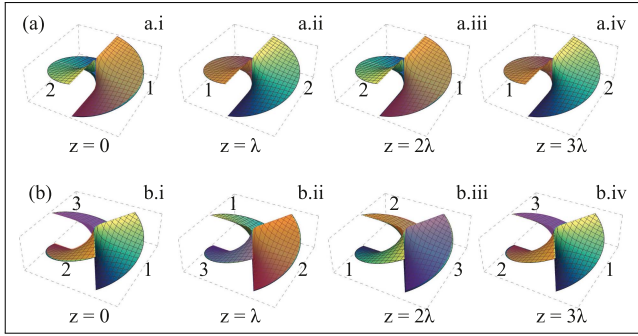 (a) a.i a.ii a.iii a.iv
2 1 1 2 2 1 1 2
z = 0 z = λ z = 2λ z = 3λ
(b) b.i b.ii b.iii b.iv
3 1 2 3
2 1 3 2 1 3 2 1
z = 0 z = λ z = 2λ z = 3λ